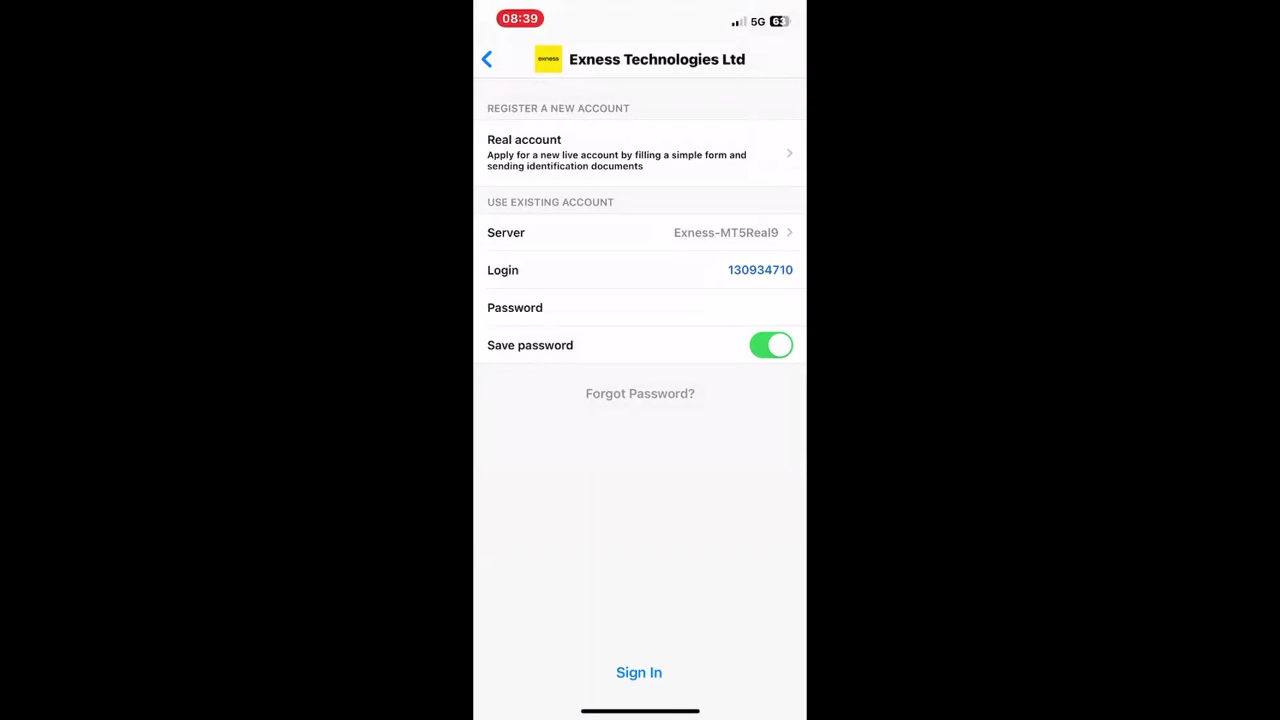 08:39
5G 63
exness Exness Technologies Ltd
REGISTER A NEW ACCOUNT
Real account
Apply for a new live account by filling a simple form and
sending identification documents
USE EXISTING ACCOUNT
Server Exness-MT5Real9
Login 130934710
Password
Save password
Forgot Password?
Sign In